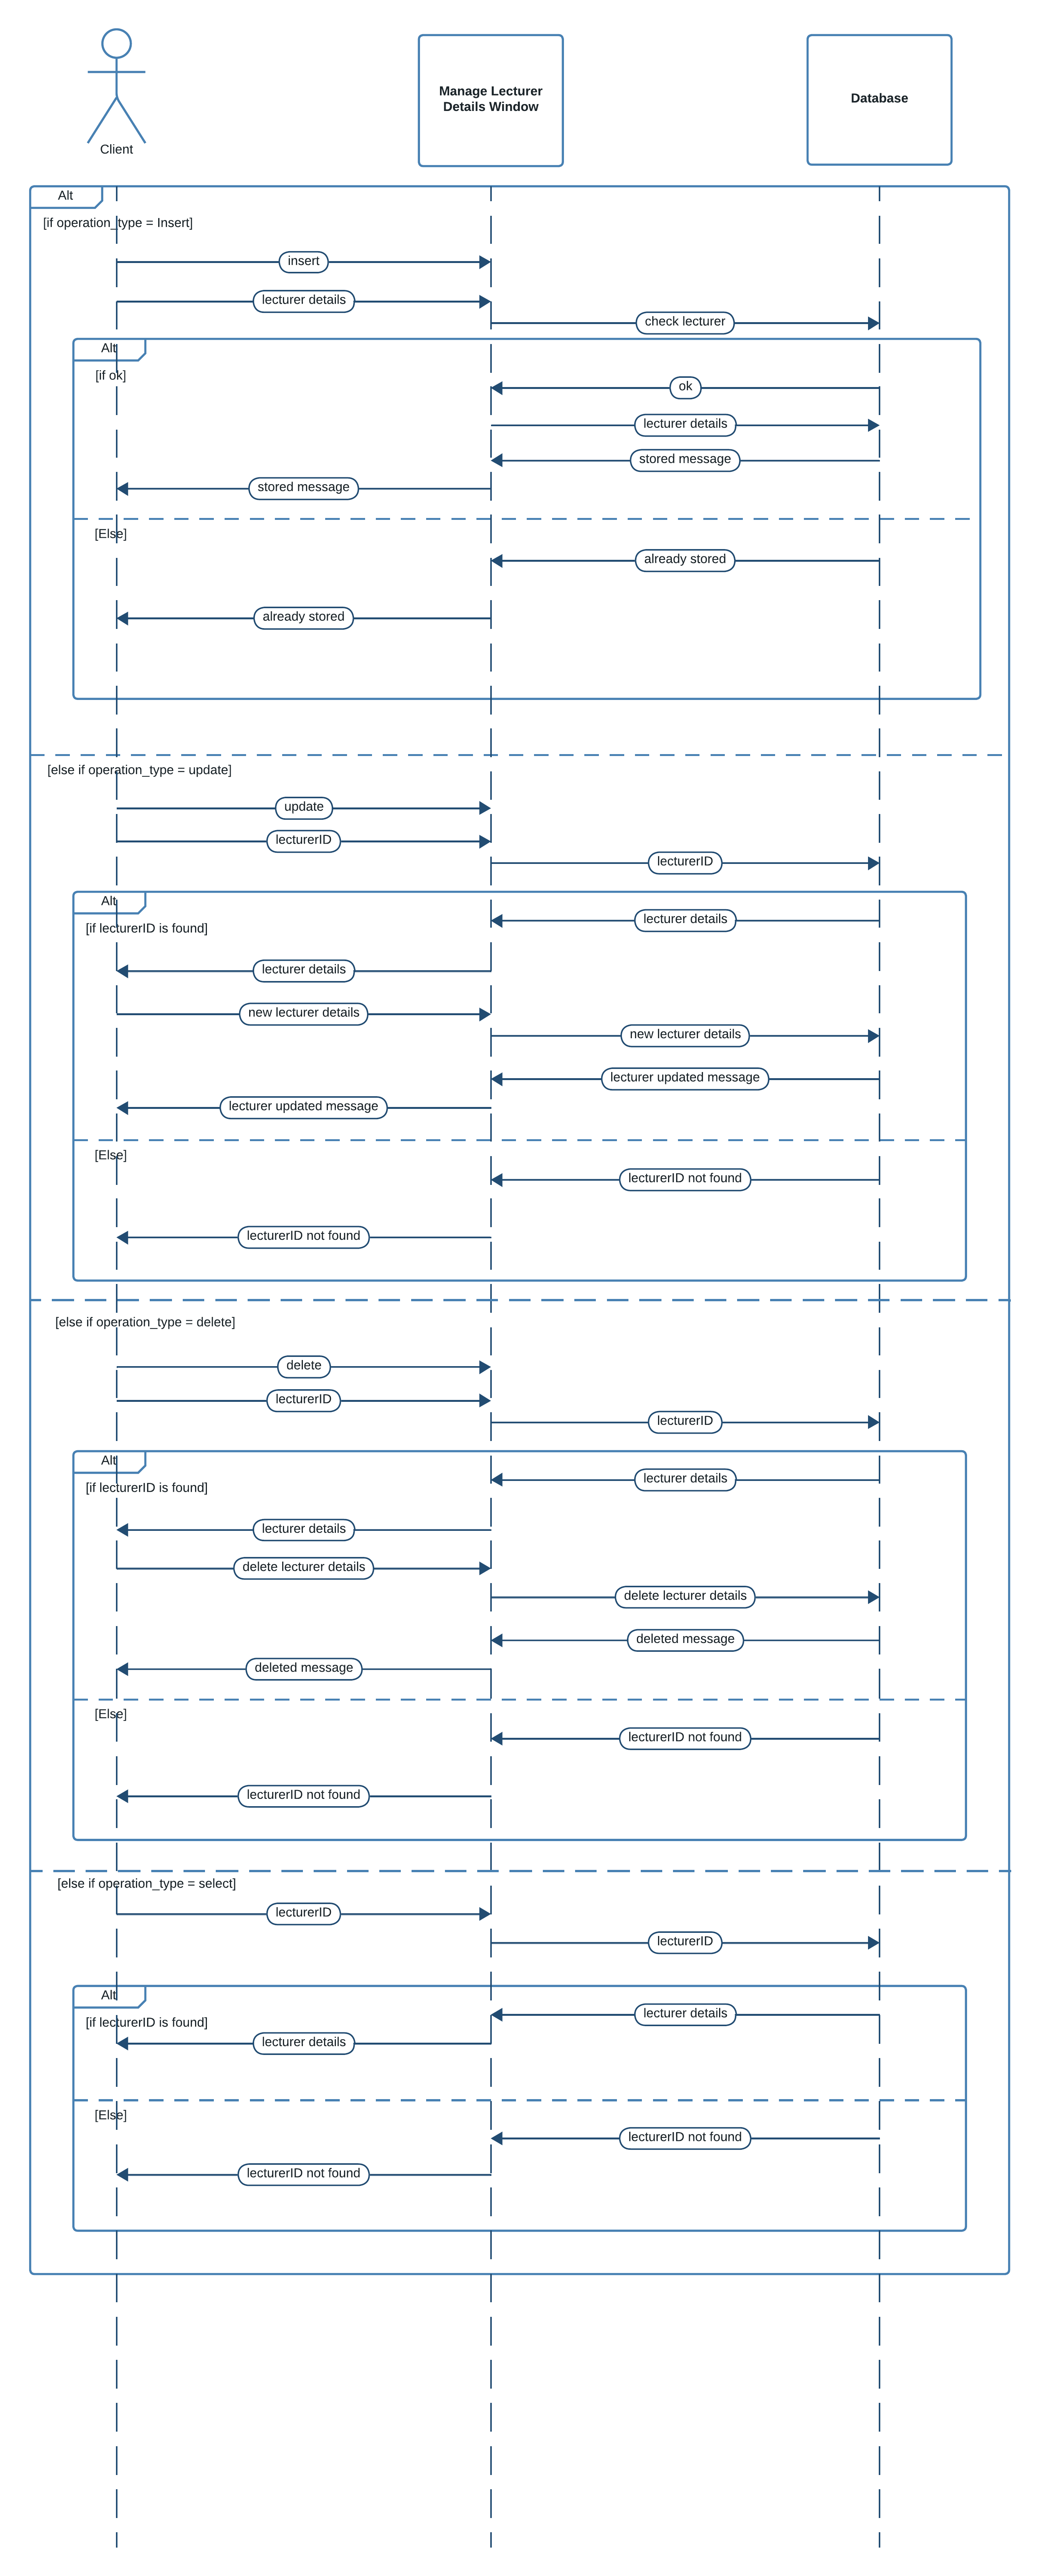 Client
Manage Lecturer
Details Window
Database
Alt
[if operation_type = Insert]
insert
lecturer details
check lecturer
Alt
[if ok]
ok
lecturer details
stored message
stored message
[Else]
already stored
already stored
[else if operation_type = update]
update
lecturerID
lecturerID
Alt
lecturer details
[if lecturerID is found]
lecturer details
new lecturer details
new lecturer details
lecturer updated message
lecturer updated message
[Else]
lecturerID not found
lecturerID not found
[else if operation_type = delete]
delete
lecturerID
lecturerID
Alt
lecturer details
[if lecturerID is found]
lecturer details
delete lecturer details
delete lecturer details
deleted message
deleted message
[Else]
lecturerID not found
lecturerID not found
[else if operation_type = select]
lecturerID
lecturerID
Alt
lecturer details
[if lecturerID is found]
lecturer details
[Else]
lecturerID not found
lecturerID not found